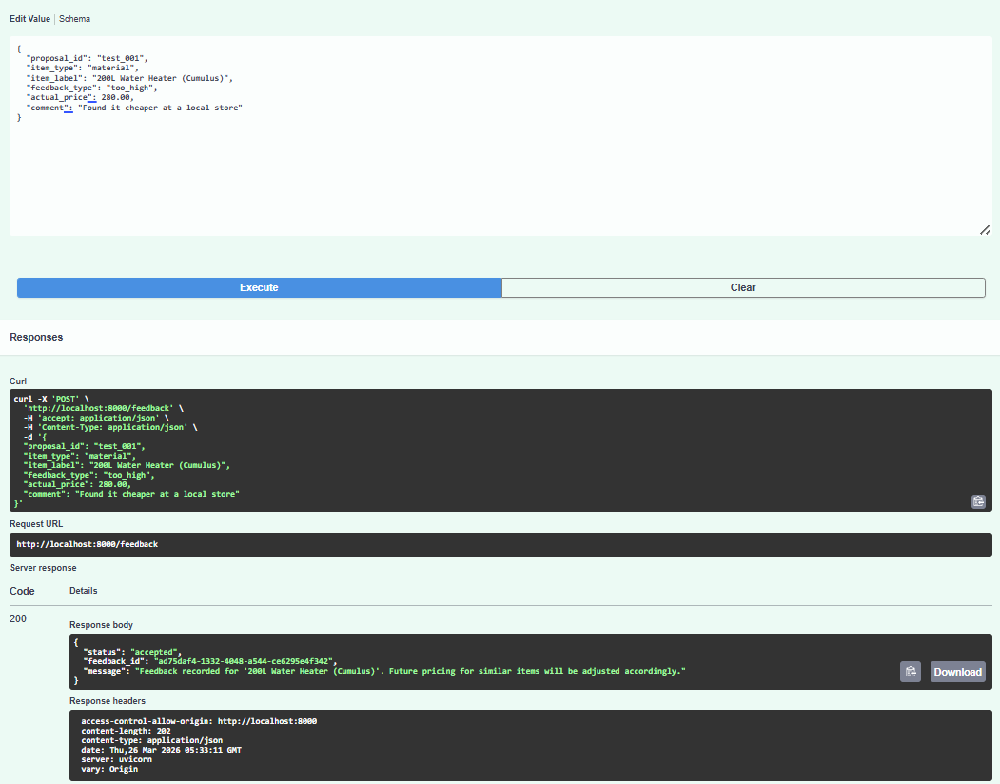 Edit Value | Schema
{
  "proposal_id": "test_001",
  "item_type": "material",
  "item_label": "200L Water Heater (Cumulus)",
  "feedback_type": "too_high",
  "actual_price": 280.00,
  "comment": "Found it cheaper at a local store"
}
Execute
Clear
Responses
Curl
curl -X 'POST' \
  'http://localhost:8000/feedback' \
  -H 'accept: application/json' \
  -H 'Content-Type: application/json' \
  -d '{
  "proposal_id": "test_001",
  "item_type": "material",
  "item_label": "200L Water Heater (Cumulus)",
  "feedback_type": "too_high",
  "actual_price": 280.00,
  "comment": "Found it cheaper at a local store"
}'
Request URL
http://localhost:8000/feedback
Server response
Code Details
200
Response body
{
  "status": "accepted",
  "feedback_id": "ad75daf4-1332-4048-a544-ce6295e4f342",
  "message": "Feedback recorded for '200L Water Heater (Cumulus)'. Future pricing for similar items will be adjusted accordingly."
}
Download
Response headers
access-control-allow-origin: http://localhost:8000
content-length: 202
content-type: application/json
date: Thu,26 Mar 2026 05:33:11 GMT
server: uvicorn
vary: Origin